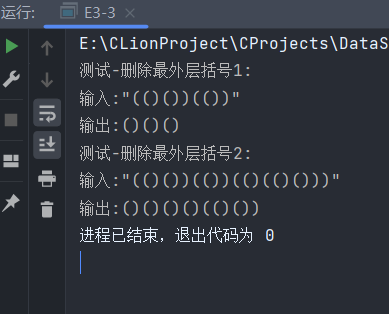 运行: E3-3
E:\CLionProject\CProjects\DataS
测试-删除最外层括号1:
输入:"(()())(())"
输出:()()()
测试-删除最外层括号2:
输入:"(()())(())(()(()()))"
输出:()()()()(()())
进程已结束，退出代码为 0